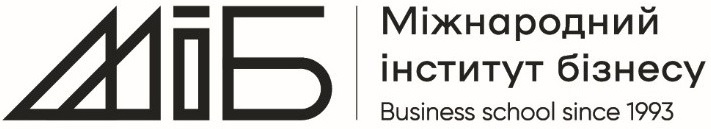 МіБ
Міжнародний
інститут бізнесу
Business school since 1993